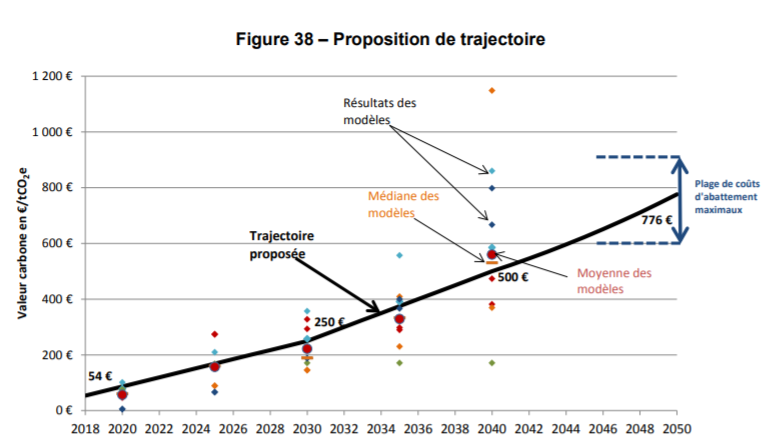 Figure 38 – Proposition de trajectoire
Valeur carbone en €/tCO₂e
1 200 €
1 000 €
800 €
600 €
400 €
200 €
0 €
Résultats des
modèles
Médiane des
modèles
Trajectoire
proposée
54 €
250 €
500 €
776 €
Moyenne des
modèles
Plage de coûts
d'abattement
maximaux
2018 2020 2022 2024 2026 2028 2030 2032 2034 2036 2038 2040 2042 2044 2046 2048 2050